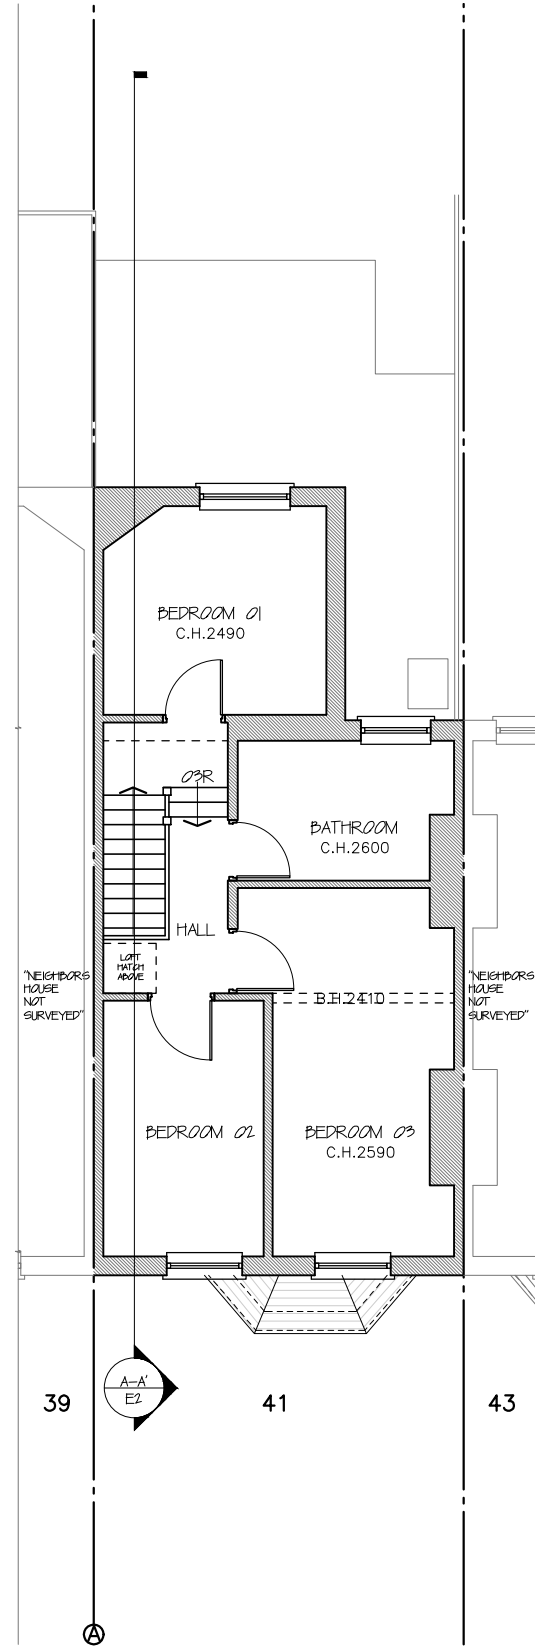 BEDROOM 01
C.H.2490
03R
BATHROOM
C.H.2600
HALL
LOFT
HATCH
ABOVE
"NEIGHBORS
HOUSE
NOT
SURVEYED"
"NEIGHBORS
HOUSE
NOT
SURVEYED"
B.H.2410
BEDROOM 02
BEDROOM 03
C.H.2590
A-A'
E2
39
41
43
A